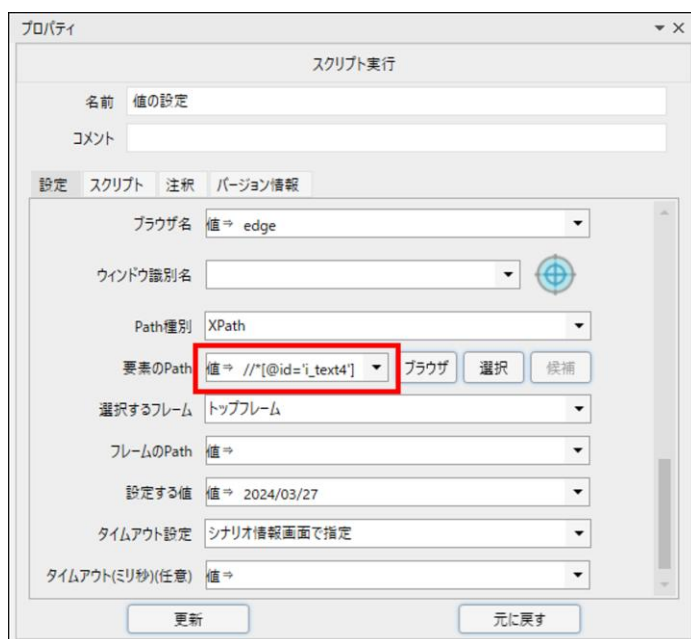 プロパティ
スクリプト実行
名前 値の設定
コメント
設定 スクリプト 注釈 バージョン情報
ブラウザ名 値⇒ edge
ウィンドウ識別名
Path種別 XPath
要素のPath 値⇒ //*[@id='i_text4'] ブラウザ 選択 候補
選択するフレーム トップフレーム
フレームのPath 値⇒
設定する値 値⇒ 2024/03/27
タイムアウト設定 シナリオ情報画面で指定
タイムアウト(ミリ秒)(任意) 値⇒
更新 元に戻す